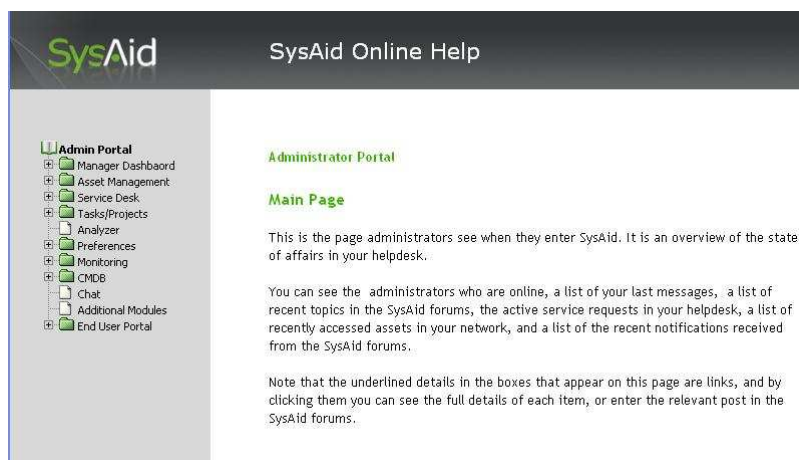 SysAid
SysAid Online Help
Admin Portal
Manager Dashbaord
Asset Management
Service Desk
Tasks/Projects
Analyzer
Preferences
Monitoring
CMDB
Chat
Additional Modules
End User Portal
Administrator Portal
Main Page
This is the page administrators see when they enter SysAid. It is an overview of the state
of affairs in your helpdesk.
You can see the administrators who are online, a list of your last messages, a list of
recent topics in the SysAid forums, the active service requests in your helpdesk, a list of
recently accessed assets in your network, and a list of the recent notifications received
from the SysAid forums.
Note that the underlined details in the boxes that appear on this page are links, and by
clicking them you can see the full details of each item, or enter the relevant post in the
SysAid forums.